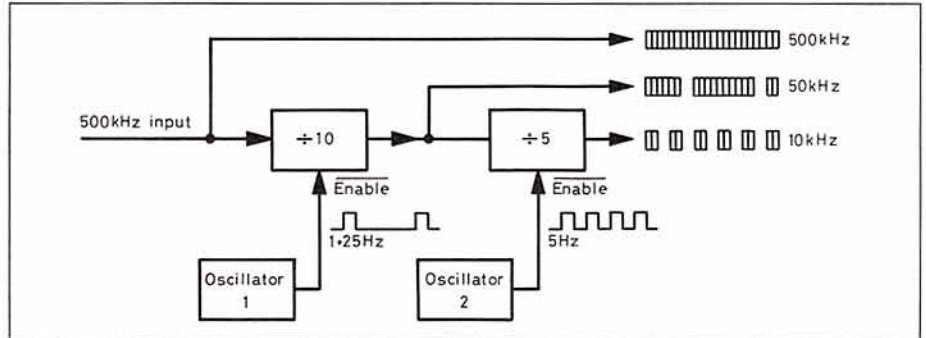 500kHz
50kHz
500kHz input
÷10
÷5
10kHz
Enable
Enable
1·25Hz
5Hz
Oscillator
1
Oscillator
2